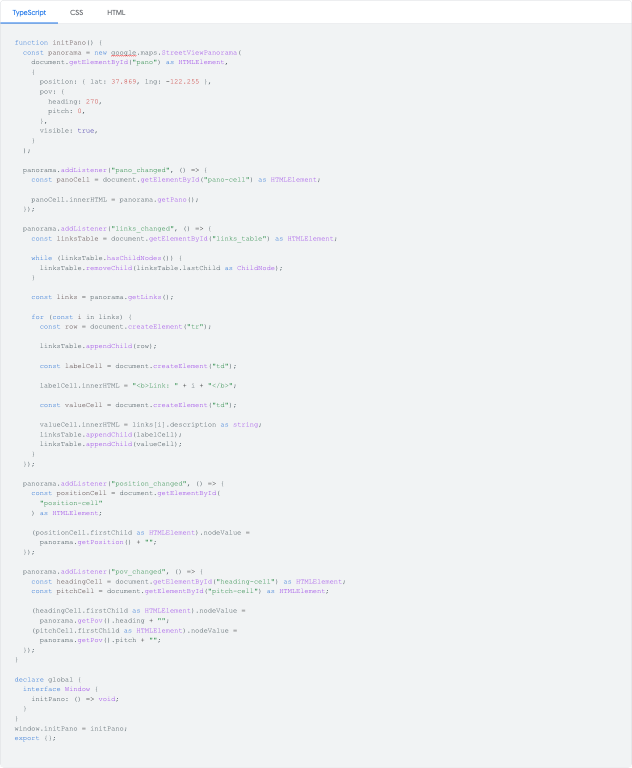 TypeScript CSS HTML
function initPano() {
  const panorama = new google.maps.StreetViewPanorama(
    document.getElementById("pano") as HTMLElement,
    {
      position: { lat: 37.869, lng: -122.255 },
      pov: {
        heading: 270,
        pitch: 0,
      },
      visible: true,
    }
  );

  panorama.addListener("pano_changed", () => {
    const panoCell = document.getElementById("pano-cell") as HTMLElement;

    panoCell.innerHTML = panorama.getPano();
  });

  panorama.addListener("links_changed", () => {
    const linksTable = document.getElementById("links_table") as HTMLElement;

    while (linksTable.hasChildNodes()) {
      linksTable.removeChild(linksTable.lastChild as ChildNode);
    }

    const links = panorama.getLinks();

    for (const i in links) {
      const row = document.createElement("tr");

      linksTable.appendChild(row);

      const labelCell = document.createElement("td");

      labelCell.innerHTML = "<b>Link: " + i + "</b>";

      const valueCell = document.createElement("td");

      valueCell.innerHTML = links[i].description as string;
      linksTable.appendChild(labelCell);
      linksTable.appendChild(valueCell);
    }
  });

  panorama.addListener("position_changed", () => {
    const positionCell = document.getElementById(
      "position-cell"
    ) as HTMLElement;

    (positionCell.firstChild as HTMLElement).nodeValue =
      panorama.getPosition() + "";
  });

  panorama.addListener("pov_changed", () => {
    const headingCell = document.getElementById("heading-cell") as HTMLElement;
    const pitchCell = document.getElementById("pitch-cell") as HTMLElement;

    (headingCell.firstChild as HTMLElement).nodeValue =
      panorama.getPov().heading + "";
    (pitchCell.firstChild as HTMLElement).nodeValue =
      panorama.getPov().pitch + "";
  });
}

declare global {
  interface Window {
    initPano: () => void;
  }
}
window.initPano = initPano;
export {};